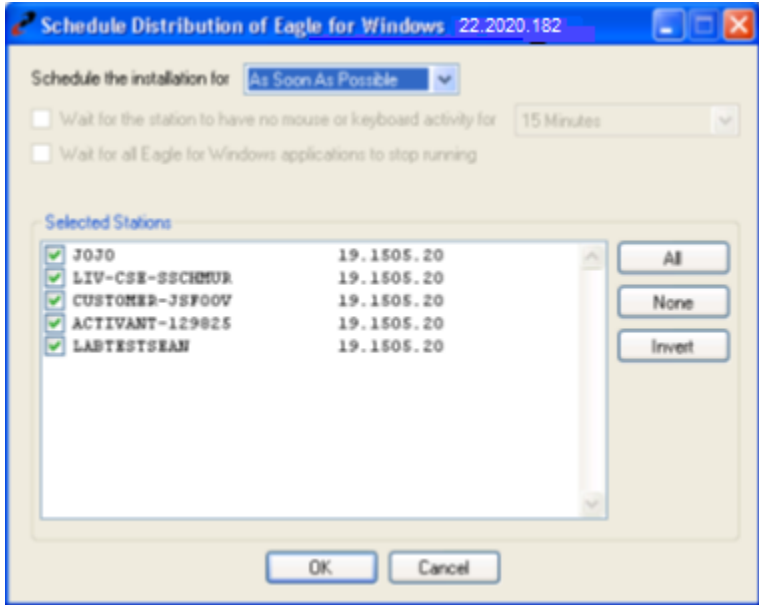 Schedule Distribution of Eagle for Windows 22.2020.182
Schedule the installation for As Soon As Possible
Wait for the station to have no mouse or keyboard activity for 15 Minutes
Wait for all Eagle for Windows applications to stop running
Selected Stations
JOJO 19.1505.20
LIV-CSE-SSCHMUR 19.1505.20
CUSTOMER-JSFOOV 19.1505.20
ACTIVANT-129825 19.1505.20
LABTESTSEAN 19.1505.20
All
None
Invert
OK Cancel